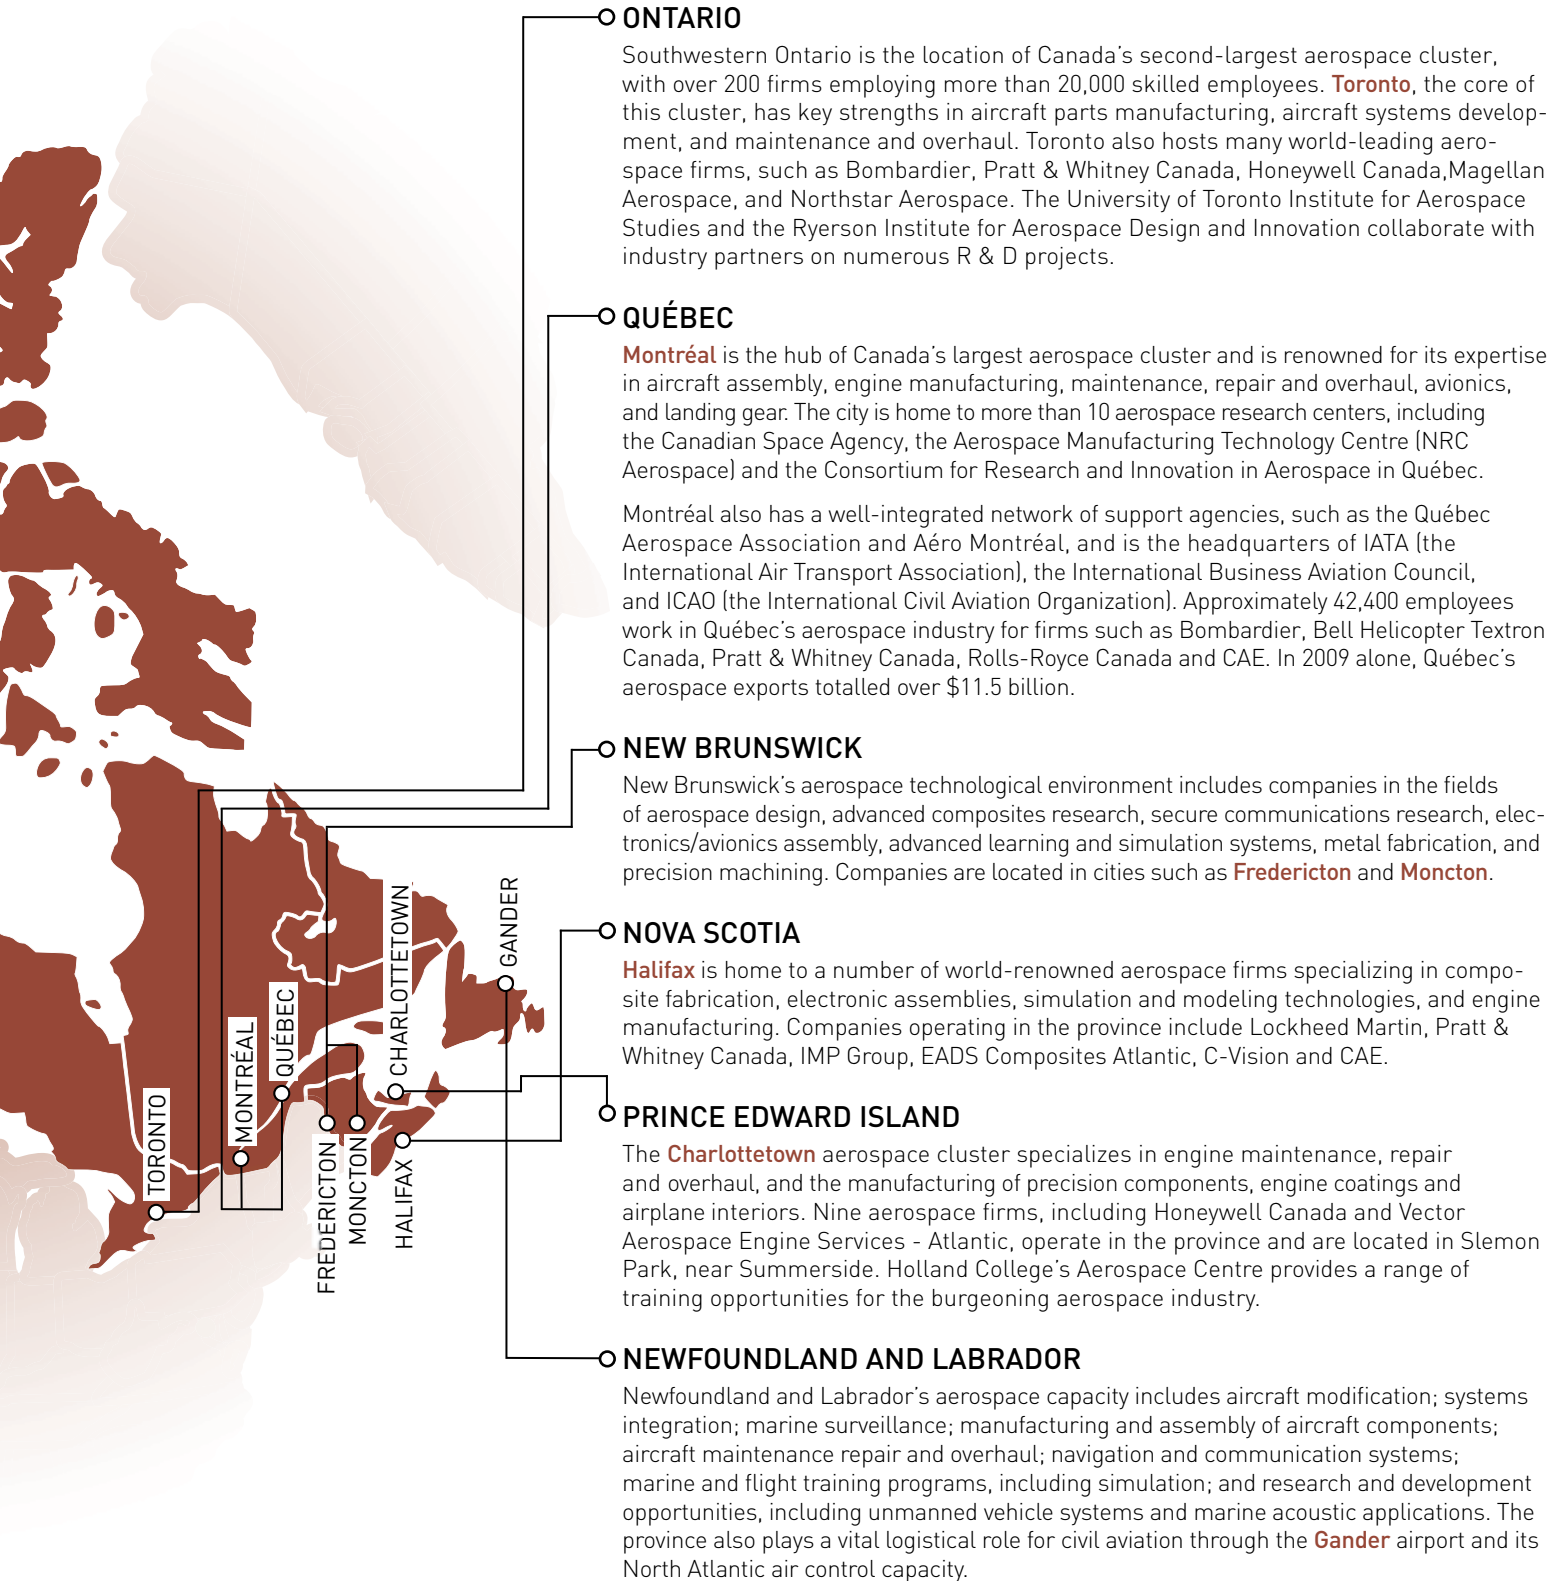 ONTARIO
Southwestern Ontario is the location of Canada’s second-largest aerospace cluster,
with over 200 firms employing more than 20,000 skilled employees. Toronto, the core of
this cluster, has key strengths in aircraft parts manufacturing, aircraft systems develop-
ment, and maintenance and overhaul. Toronto also hosts many world-leading aero-
space firms, such as Bombardier, Pratt & Whitney Canada, Honeywell Canada,Magellan
Aerospace, and Northstar Aerospace. The University of Toronto Institute for Aerospace
Studies and the Ryerson Institute for Aerospace Design and Innovation collaborate with
industry partners on numerous R & D projects.
QUÉBEC
Montréal is the hub of Canada’s largest aerospace cluster and is renowned for its expertise
in aircraft assembly, engine manufacturing, maintenance, repair and overhaul, avionics,
and landing gear. The city is home to more than 10 aerospace research centers, including
the Canadian Space Agency, the Aerospace Manufacturing Technology Centre (NRC
Aerospace) and the Consortium for Research and Innovation in Aerospace in Québec.
Montréal also has a well-integrated network of support agencies, such as the Québec
Aerospace Association and Aéro Montréal, and is the headquarters of IATA (the
International Air Transport Association), the International Business Aviation Council,
and ICAO (the International Civil Aviation Organization). Approximately 42,400 employees
work in Québec’s aerospace industry for firms such as Bombardier, Bell Helicopter Textron
Canada, Pratt & Whitney Canada, Rolls-Royce Canada and CAE. In 2009 alone, Québec’s
aerospace exports totalled over $11.5 billion.
NEW BRUNSWICK
New Brunswick’s aerospace technological environment includes companies in the fields
of aerospace design, advanced composites research, secure communications research, elec-
tronics/avionics assembly, advanced learning and simulation systems, metal fabrication, and
precision machining. Companies are located in cities such as Fredericton and Moncton.
NOVA SCOTIA
Halifax is home to a number of world-renowned aerospace firms specializing in compo-
site fabrication, electronic assemblies, simulation and modeling technologies, and engine
manufacturing. Companies operating in the province include Lockheed Martin, Pratt &
Whitney Canada, IMP Group, EADS Composites Atlantic, C-Vision and CAE.
PRINCE EDWARD ISLAND
The Charlottetown aerospace cluster specializes in engine maintenance, repair
and overhaul, and the manufacturing of precision components, engine coatings and
airplane interiors. Nine aerospace firms, including Honeywell Canada and Vector
Aerospace Engine Services - Atlantic, operate in the province and are located in Slemon
Park, near Summerside. Holland College’s Aerospace Centre provides a range of
training opportunities for the burgeoning aerospace industry.
NEWFOUNDLAND AND LABRADOR
Newfoundland and Labrador’s aerospace capacity includes aircraft modification; systems
integration; marine surveillance; manufacturing and assembly of aircraft components;
aircraft maintenance repair and overhaul; navigation and communication systems;
marine and flight training programs, including simulation; and research and development
opportunities, including unmanned vehicle systems and marine acoustic applications. The
province also plays a vital logistical role for civil aviation through the Gander airport and its
North Atlantic air control capacity.
TORONTO
MONTRÉAL
QUÉBEC
FREDERICTON
MONCTON
CHARLOTTETOWN
HALIFAX
GANDER